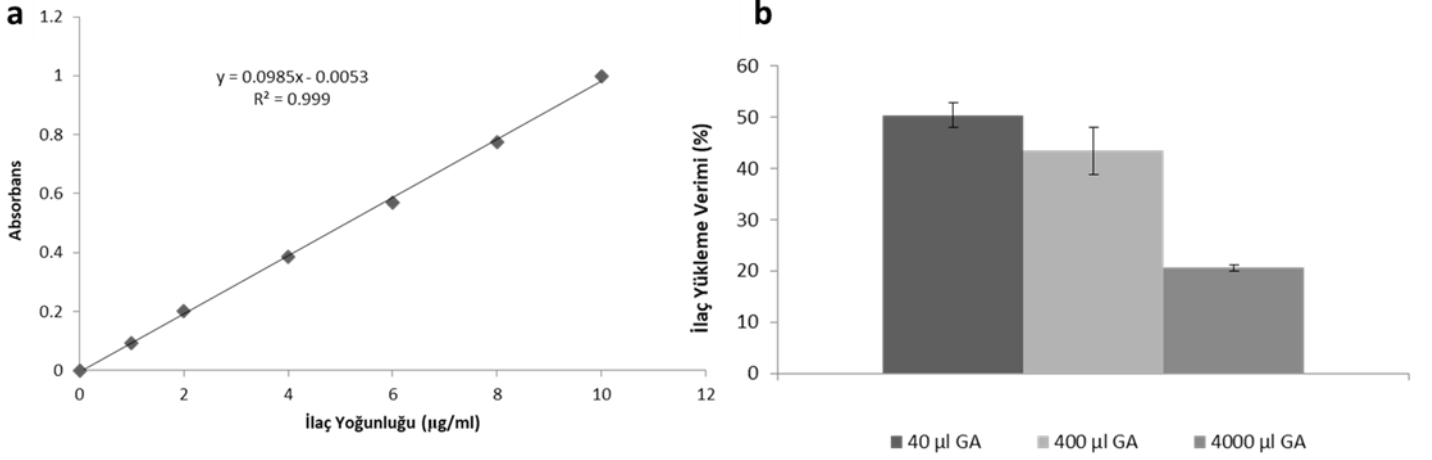 a
1.2
1
0.8
0.6
0.4
0.2
0
Absorbans
y = 0.0985x - 0.0053
R² = 0.999
0 2 4 6 8 10 12
İlaç Yoğunluğu (µg/ml)
b
60
50
40
30
20
10
0
İlaç Yükleme Verimi (%)
40 µl GA 400 µl GA 4000 µl GA